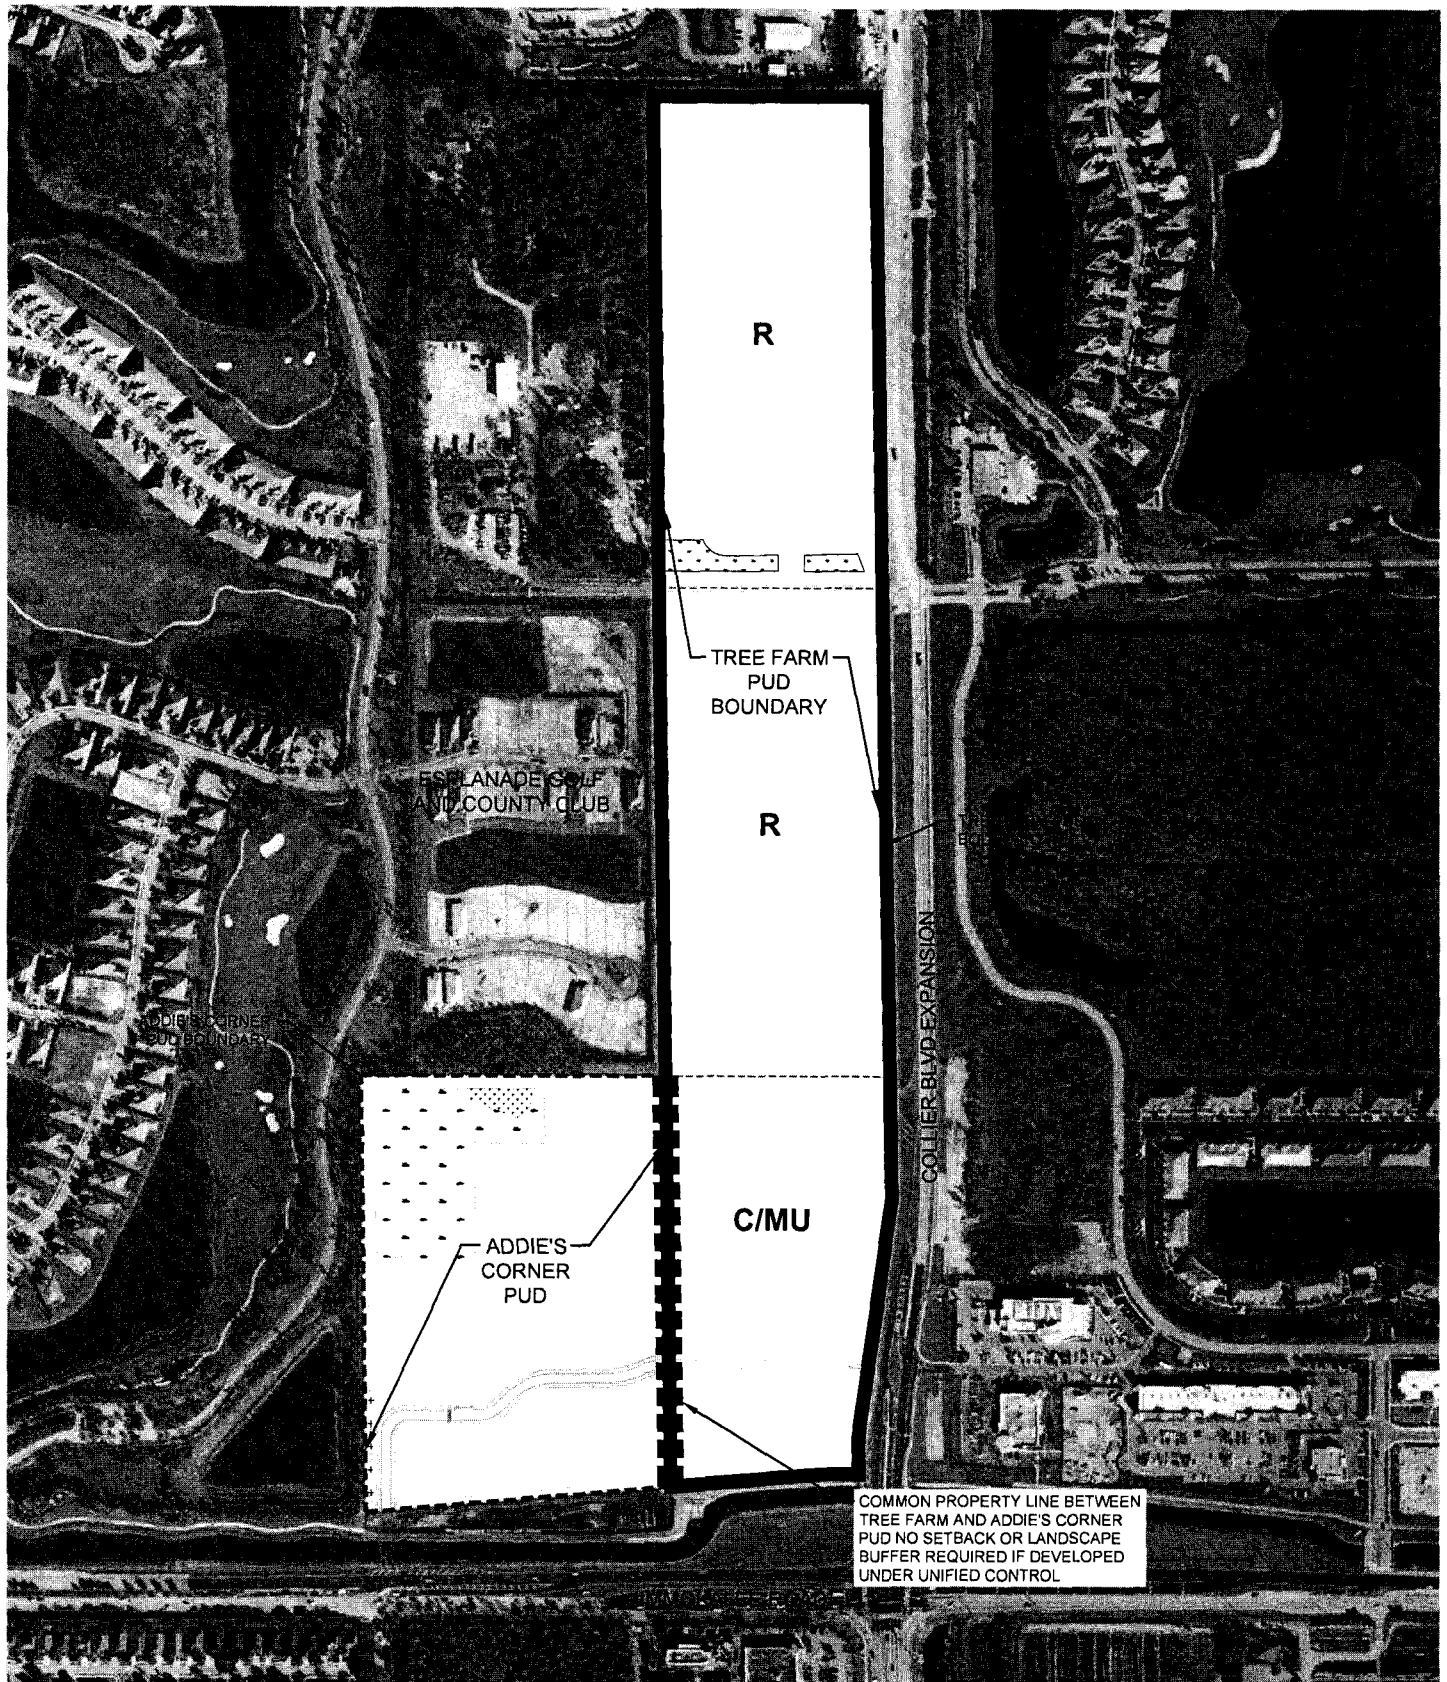 R
TREE FARM
PUD
BOUNDARY
ESPLANADE GOLF
AND COUNTY CLUB
R
COLLIER BLVD EXPANSION
ADDIE'S CORNER
PUD BOUNDARY
C/MU
ADDIE'S
CORNER
PUD
COMMON PROPERTY LINE BETWEEN
TREE FARM AND ADDIE'S CORNER
PUD NO SETBACK OR LANDSCAPE
BUFFER REQUIRED IF DEVELOPED
UNDER UNIFIED CONTROL
IMMOKALEE ROAD